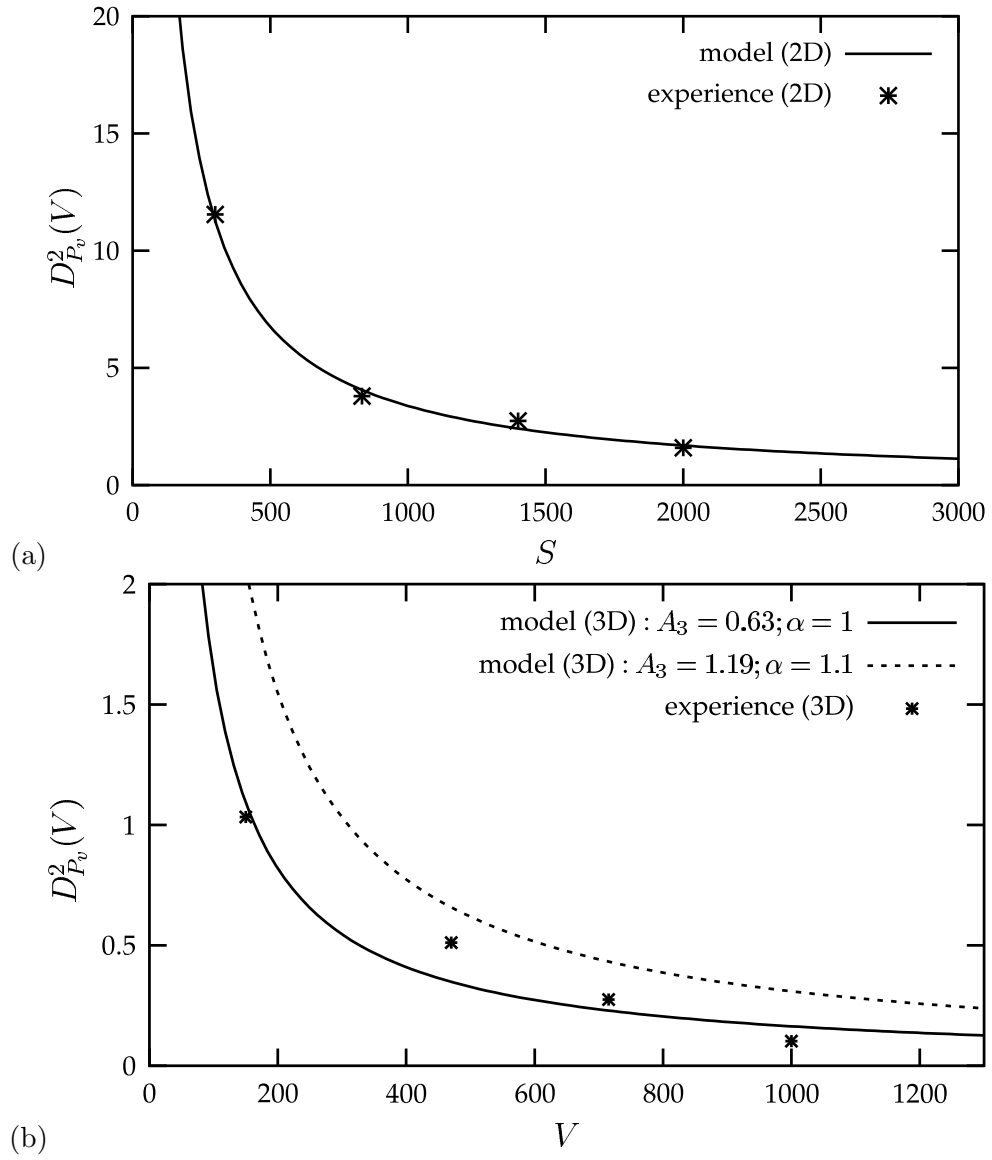 20
15
10
5
0
D²_{P_v}(V)
model (2D)
experience (2D)
0 500 1000 1500 2000 2500 3000
S
(a)
2
1.5
1
0.5
0
D²_{P_v}(V)
model (3D) : A₃ = 0.63; α = 1
model (3D) : A₃ = 1.19; α = 1.1
experience (3D)
0 200 400 600 800 1000 1200
V
(b)